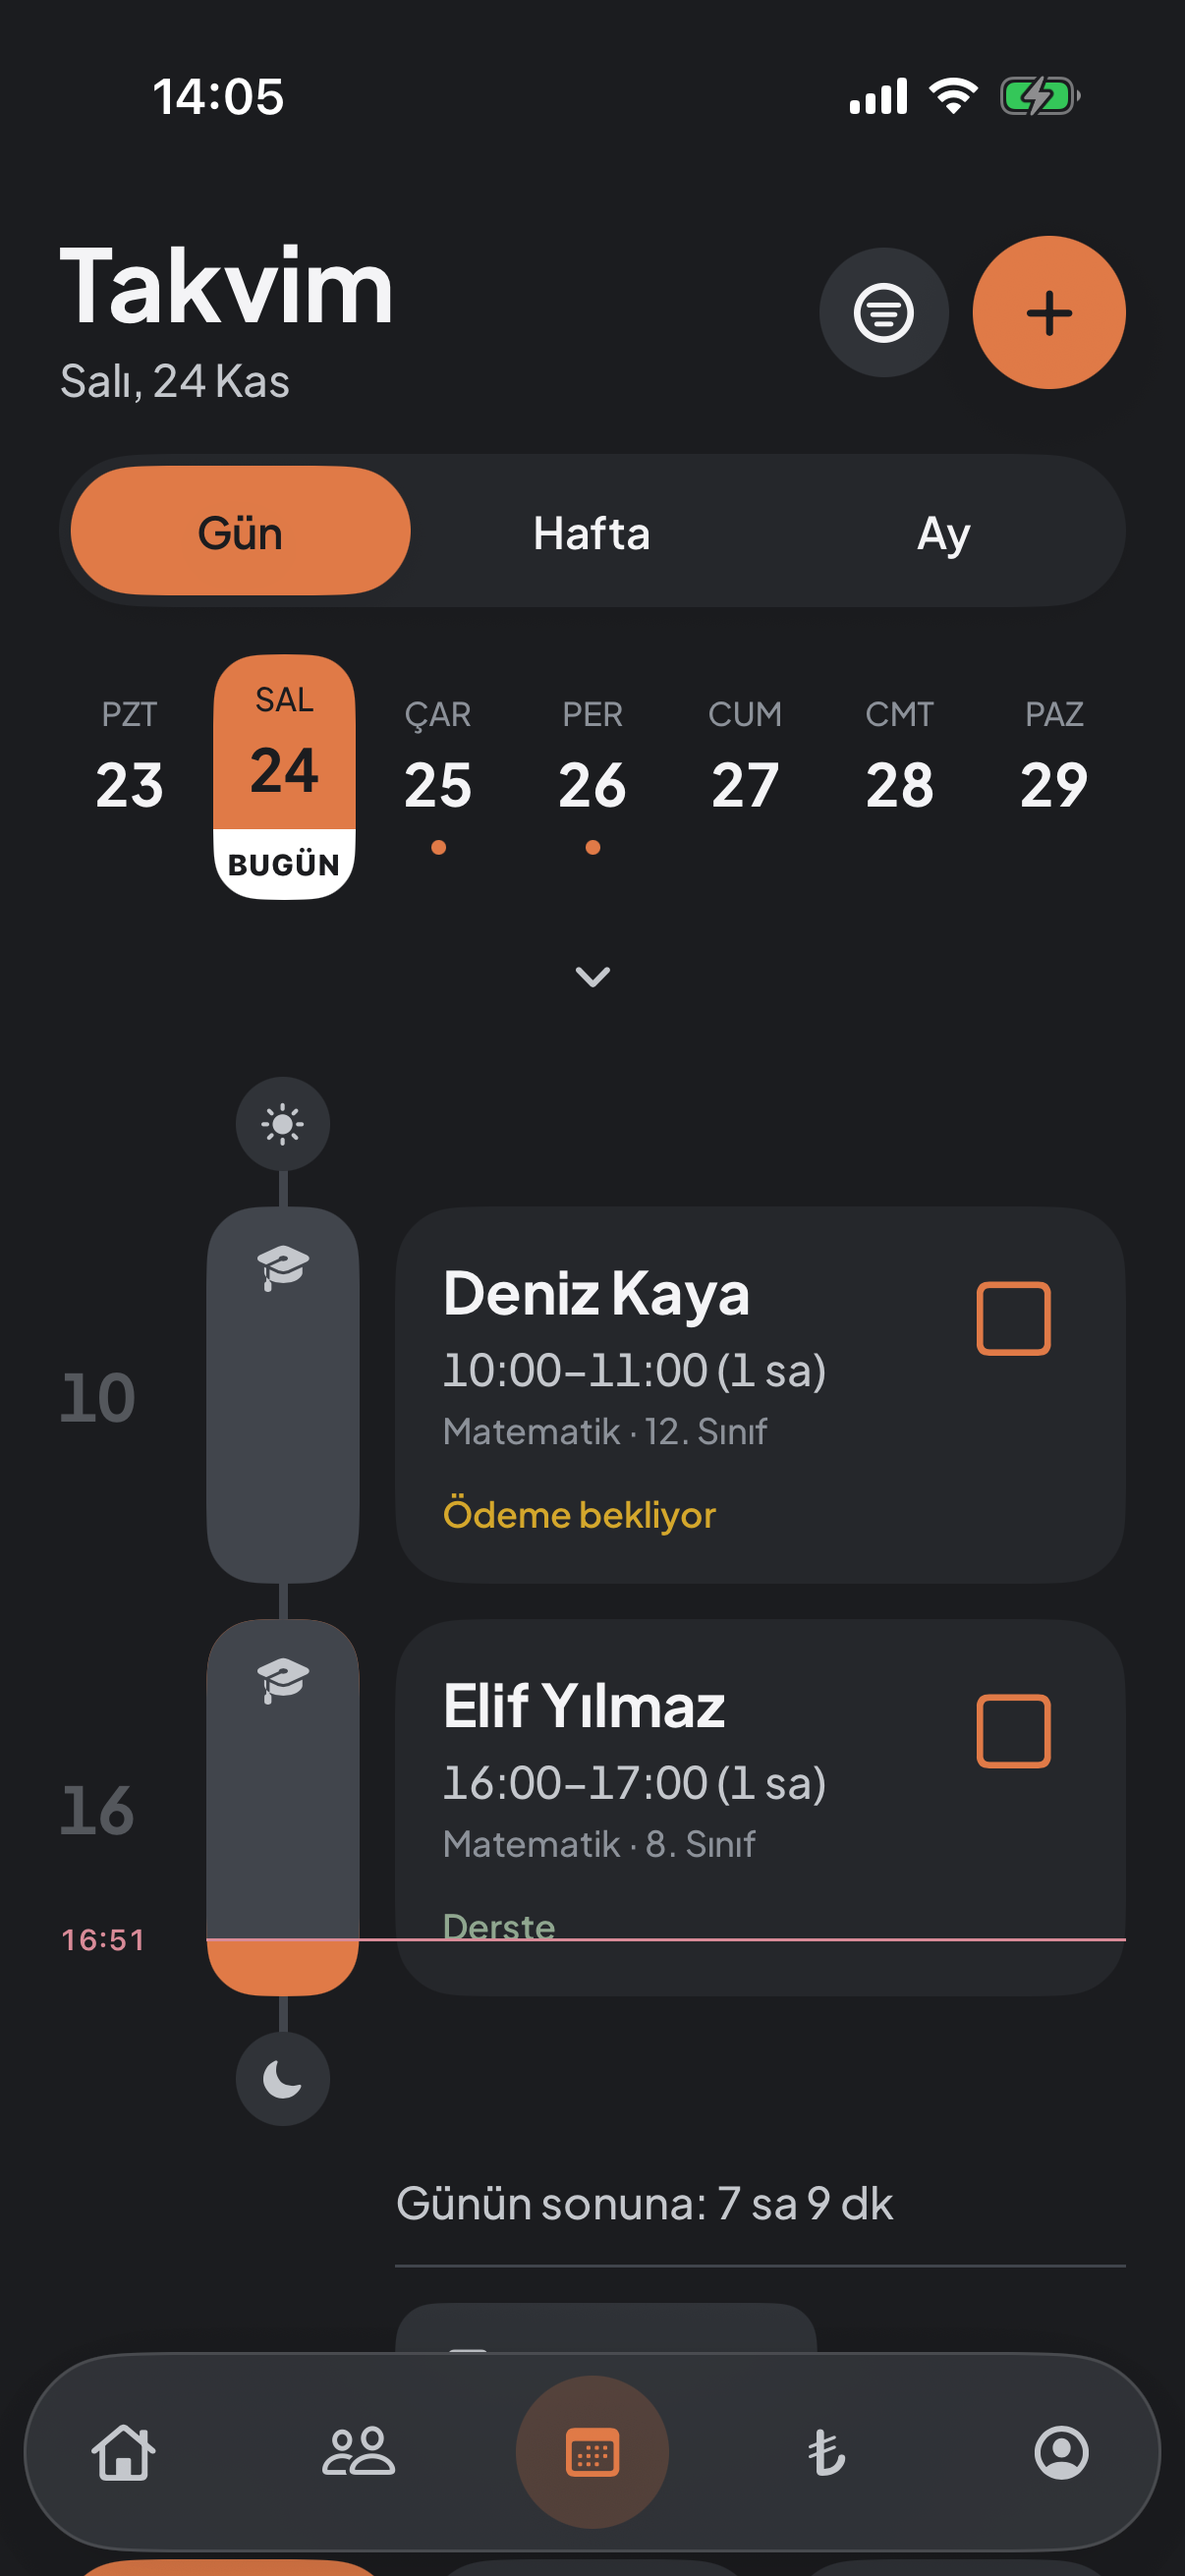 14:05
Takvim
Salı, 24 Kas
Gün Hafta Ay
PZT SAL ÇAR PER CUM CMT PAZ
23 24 25 26 27 28 29
BUGÜN
Deniz Kaya
10:00–11:00 (1 sa)
10
Matematik · 12. Sınıf
Ödeme bekliyor
Elif Yılmaz
16:00–17:00 (1 sa)
16
Matematik · 8. Sınıf
Derste
16:51
Günün sonuna: 7 sa 9 dk
₺